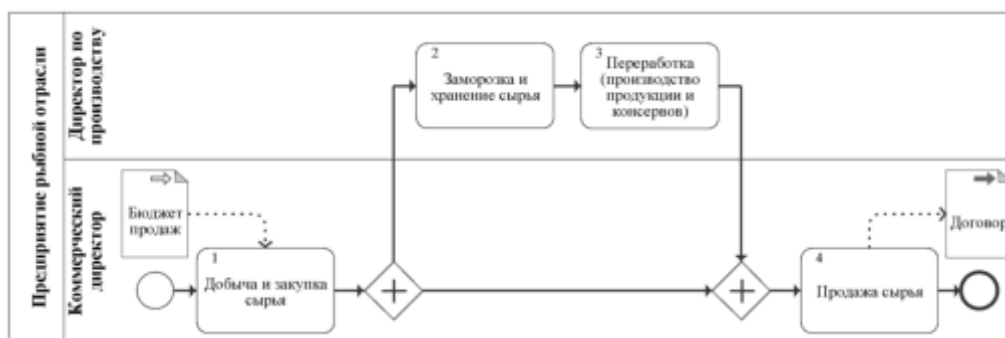 Предприятие рыбной отрасли
Директор по
производству
2
Заморозка и
хранение сырья
3
Переработка
(производство
продукции и
консервов)
Коммерческий
директор
Бюджет
продаж
1
Добыча и закупка
сырья
4
Продажа сырья
Договор